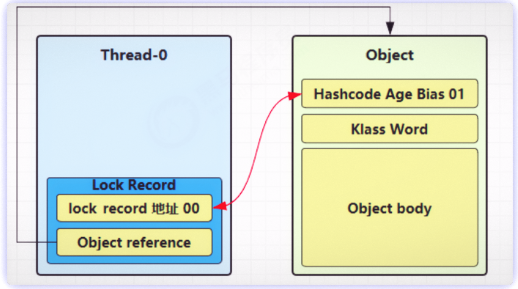 Thread-0
Lock Record
lock record 地址 00
Object reference
Object
Hashcode Age Bias 01
Klass Word
Object body